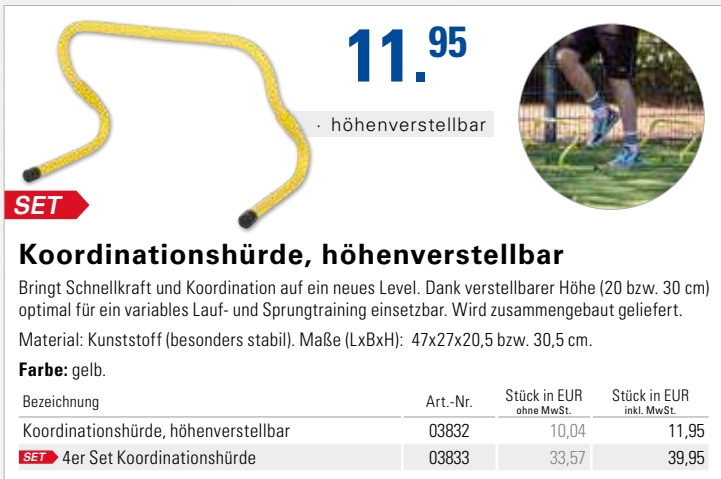 11.95
· höhenverstellbar
SET
Koordinationshürde, höhenverstellbar
Bringt Schnellkraft und Koordination auf ein neues Level. Dank verstellbarer Höhe (20 bzw. 30 cm)
optimal für ein variables Lauf- und Sprungtraining einsetzbar. Wird zusammengebaut geliefert.
Material: Kunststoff (besonders stabil). Maße (LxBxH): 47x27x20,5 bzw. 30,5 cm.
Farbe: gelb.
Bezeichnung Art.-Nr. Stück in EUR ohne MwSt. Stück in EUR inkl. MwSt.
Koordinationshürde, höhenverstellbar 03832 10,04 11,95
SET 4er Set Koordinationshürde 03833 33,57 39,95